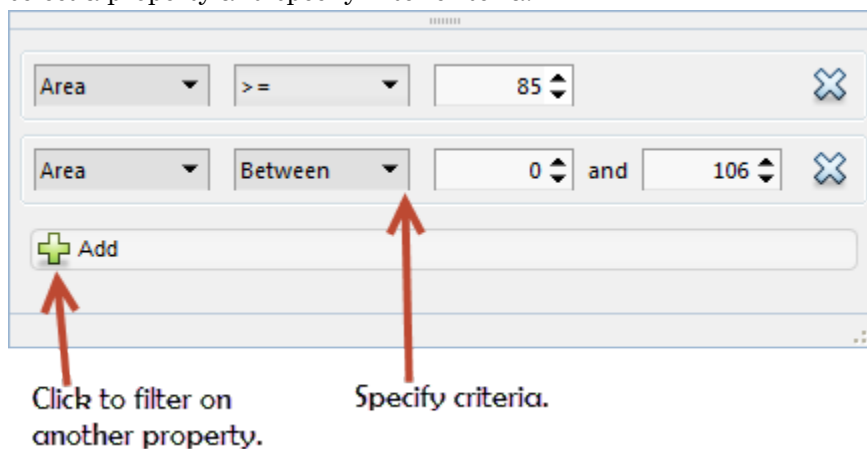 Area >= 85
Area Between 0 and 106
Add
Click to filter on
another property.
Specify criteria.